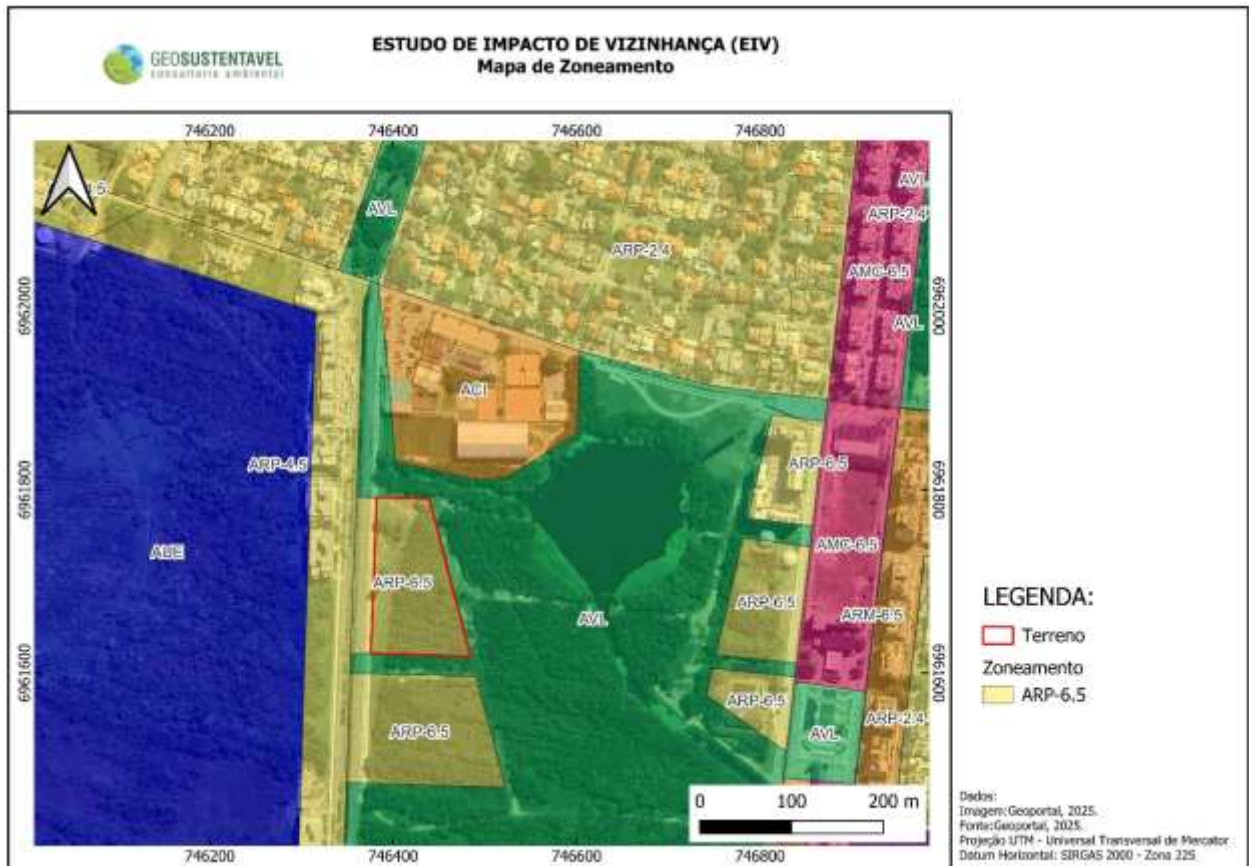 GEOSUSTENTAVEL
consultoria ambiental
ESTUDO DE IMPACTO DE VIZINHANÇA (EIV)
Mapa de Zoneamento
746200 746400 746600 746800
AVL
AVL
ARP-2.4
ARP-2.4
AMC-6.5
6962000
6962000
AVL
ACI
ARP-4.5
ARP-6.5
6961800
6961800
AUE
AMC-6.5
ARP-6.5
ARP-6.5
AVL
ARM-6.5
6961600
6961600
ARP-6.5
ARP-2.4
ARP-6.5
AVL
0 100 200 m
746200 746400 746600 746800
LEGENDA:
Terreno
Zoneamento
ARP-6.5
Dados:
Imagem:Geoportal, 2025.
Fonte:Geoportal, 2025.
Projeção UTM - Universal Transversal de Mercator
Datum Horizontal: SIRGAS 2000 - Zona 22S